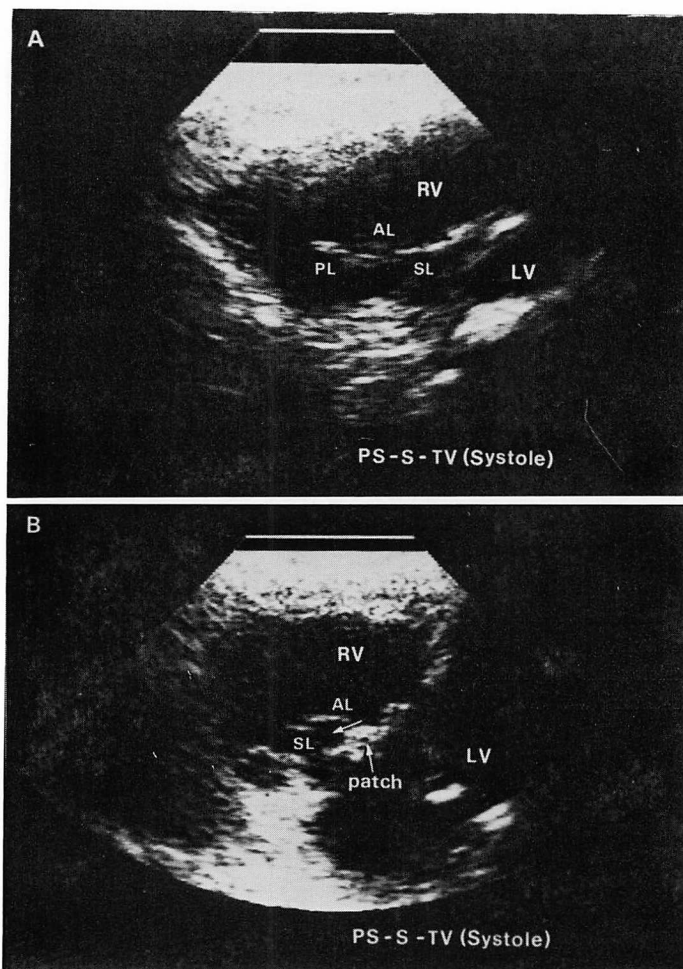 A
RV
AL
PL SL LV
PS-S-TV (Systole)
B
RV
AL
SL
LV
patch
PS-S-TV (Systole)